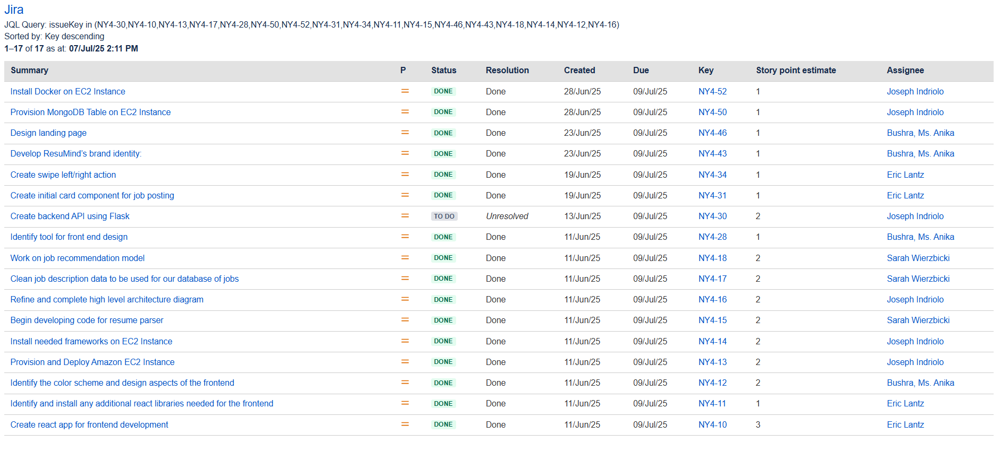 Jira
JQL Query: issueKey in (NY4-30,NY4-10,NY4-13,NY4-17,NY4-28,NY4-50,NY4-52,NY4-31,NY4-34,NY4-11,NY4-15,NY4-46,NY4-43,NY4-18,NY4-14,NY4-12,NY4-16)
Sorted by: Key descending
1–17 of 17 as at: 07/Jul/25 2:11 PM
Summary P Status Resolution Created Due Key Story point estimate Assignee
Install Docker on EC2 Instance DONE Done 28/Jun/25 09/Jul/25 NY4-52 1 Joseph Indriolo
Provision MongoDB Table on EC2 Instance DONE Done 28/Jun/25 09/Jul/25 NY4-50 1 Joseph Indriolo
Design landing page DONE Done 23/Jun/25 09/Jul/25 NY4-46 1 Bushra, Ms. Anika
Develop ResuMind's brand identity: DONE Done 23/Jun/25 09/Jul/25 NY4-43 1 Bushra, Ms. Anika
Create swipe left/right action DONE Done 19/Jun/25 09/Jul/25 NY4-34 1 Eric Lantz
Create initial card component for job posting DONE Done 19/Jun/25 09/Jul/25 NY4-31 1 Eric Lantz
Create backend API using Flask TO DO Unresolved 13/Jun/25 09/Jul/25 NY4-30 2 Joseph Indriolo
Identify tool for front end design DONE Done 11/Jun/25 09/Jul/25 NY4-28 1 Bushra, Ms. Anika
Work on job recommendation model DONE Done 11/Jun/25 09/Jul/25 NY4-18 2 Sarah Wierzbicki
Clean job description data to be used for our database of jobs DONE Done 11/Jun/25 09/Jul/25 NY4-17 2 Sarah Wierzbicki
Refine and complete high level architecture diagram DONE Done 11/Jun/25 09/Jul/25 NY4-16 2 Joseph Indriolo
Begin developing code for resume parser DONE Done 11/Jun/25 09/Jul/25 NY4-15 2 Sarah Wierzbicki
Install needed frameworks on EC2 Instance DONE Done 11/Jun/25 09/Jul/25 NY4-14 2 Joseph Indriolo
Provision and Deploy Amazon EC2 Instance DONE Done 11/Jun/25 09/Jul/25 NY4-13 2 Joseph Indriolo
Identify the color scheme and design aspects of the frontend DONE Done 11/Jun/25 09/Jul/25 NY4-12 2 Bushra, Ms. Anika
Identify and install any additional react libraries needed for the frontend DONE Done 11/Jun/25 09/Jul/25 NY4-11 1 Eric Lantz
Create react app for frontend development DONE Done 11/Jun/25 09/Jul/25 NY4-10 3 Eric Lantz